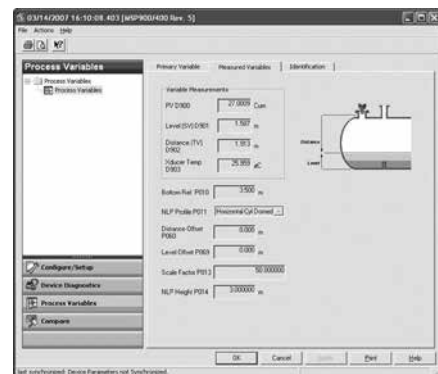 03/14/2007 16:10:08.403 [MSP900/400 Rev. 5]
File Actions Help
Process Variables
Process Variables
Process Variables
Configure/Setup
Device Diagnostics
Process Variables
Compare
Primary Variable Measured Variables Identification
Variable Measurements
PV D900 27.0009 Cum
Level (SV) D901 1.587 m
Distance (TV) D902 1.913 m
Xducer Temp D903 25.859
Bottom Ref. P010 3.500 m
NLP Profile P011 Horizontal Cyl Domed
Distance Offset P060 0.000 m
Level Offset P069 0.000 m
Scale Factor P013 50.000000
NLP Height P014 3.000000 m
Distance
Level
OK Cancel Print Help
last synchronized: Device Parameters not Synchronized.